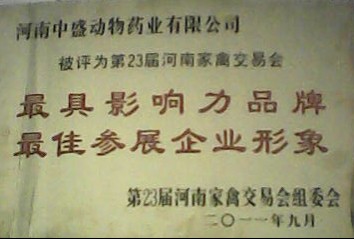 河南中盛动物药业有限公司
被评为第23届河南家禽交易会
最具影响力品牌
最佳参展企业形象
第23届河南家禽交易会组委会
二〇一一年九月